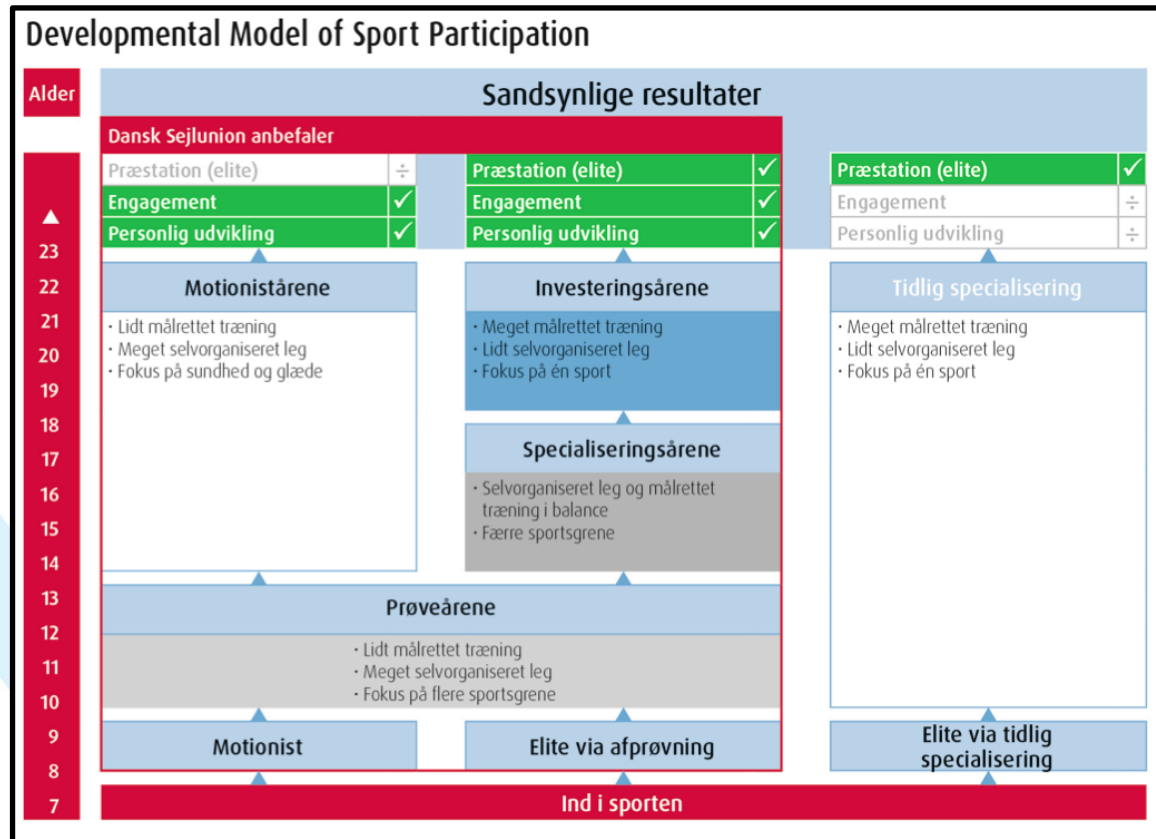 Developmental Model of Sport Participation
Alder
Sandsynlige resultater
Dansk Sejlunion anbefaler
Præstation (elite) ÷
Engagement ✓
Personlig udvikling ✓
Præstation (elite) ✓
Engagement ✓
Personlig udvikling ✓
Præstation (elite) ✓
Engagement ÷
Personlig udvikling ÷
▲
23
22
21
20
19
18
17
16
15
14
13
12
11
10
9
8
7
Motionistårene
· Lidt målrettet træning
· Meget selvorganiseret leg
· Fokus på sundhed og glæde
Investeringsårene
· Meget målrettet træning
· Lidt selvorganiseret leg
· Fokus på én sport
Tidlig specialisering
· Meget målrettet træning
· Lidt selvorganiseret leg
· Fokus på én sport
Specialiseringsårene
· Selvorganiseret leg og målrettet
træning i balance
· Færre sportsgrene
Prøveårene
· Lidt målrettet træning
· Meget selvorganiseret leg
· Fokus på flere sportsgrene
Motionist
Elite via afprøvning
Elite via tidlig
specialisering
Ind i sporten